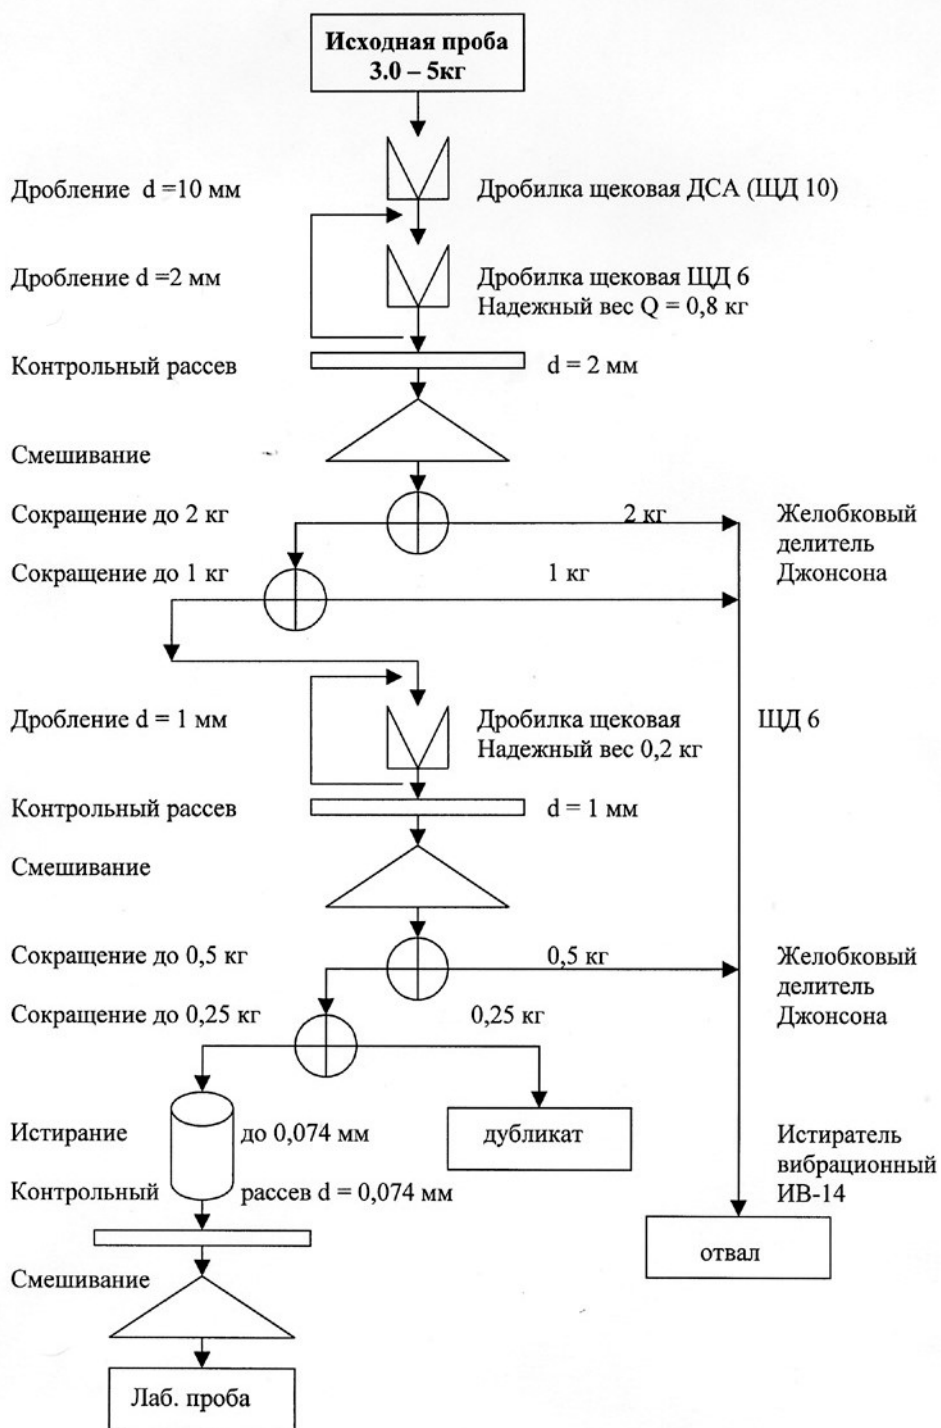 Исходная проба
3.0 – 5кг
Дробление d =10 мм
Дробилка щековая ДСА (ЩД 10)
Дробление d =2 мм
Дробилка щековая ЩД 6
Надежный вес Q = 0,8 кг
Контрольный рассев
d = 2 мм
Смешивание
Сокращение до 2 кг
2 кг
Желобковый
делитель
Джонсона
Сокращение до 1 кг
1 кг
Дробление d = 1 мм
Дробилка щековая
Надежный вес 0,2 кг
ЩД 6
Контрольный рассев
d = 1 мм
Смешивание
Сокращение до 0,5 кг
0,5 кг
Желобковый
делитель
Джонсона
Сокращение до 0,25 кг
0,25 кг
Истирание
до 0,074 мм
дубликат
Истиратель
вибрационный
ИВ-14
Контрольный
рассев d = 0,074 мм
отвал
Смешивание
Лаб. проба